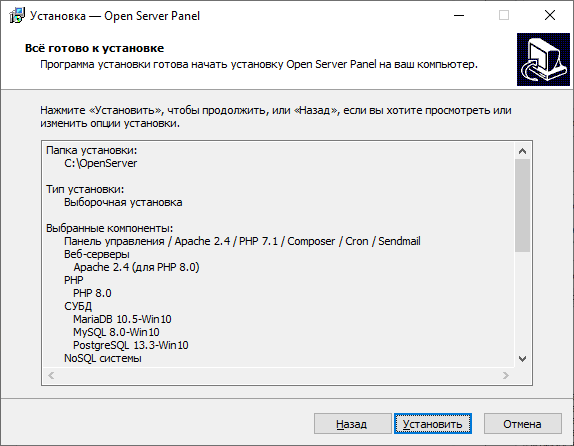 Установка — Open Server Panel
Всё готово к установке
Программа установки готова начать установку Open Server Panel на ваш компьютер.
Нажмите «Установить», чтобы продолжить, или «Назад», если вы хотите просмотреть или
изменить опции установки.
Папка установки:
C:\OpenServer
Тип установки:
Выборочная установка
Выбранные компоненты:
Панель управления / Apache 2.4 / PHP 7.1 / Composer / Cron / Sendmail
Веб-серверы
Apache 2.4 (для PHP 8.0)
PHP
PHP 8.0
СУБД
MariaDB 10.5-Win10
MySQL 8.0-Win10
PostgreSQL 13.3-Win10
NoSQL системы
Назад
Установить
Отмена